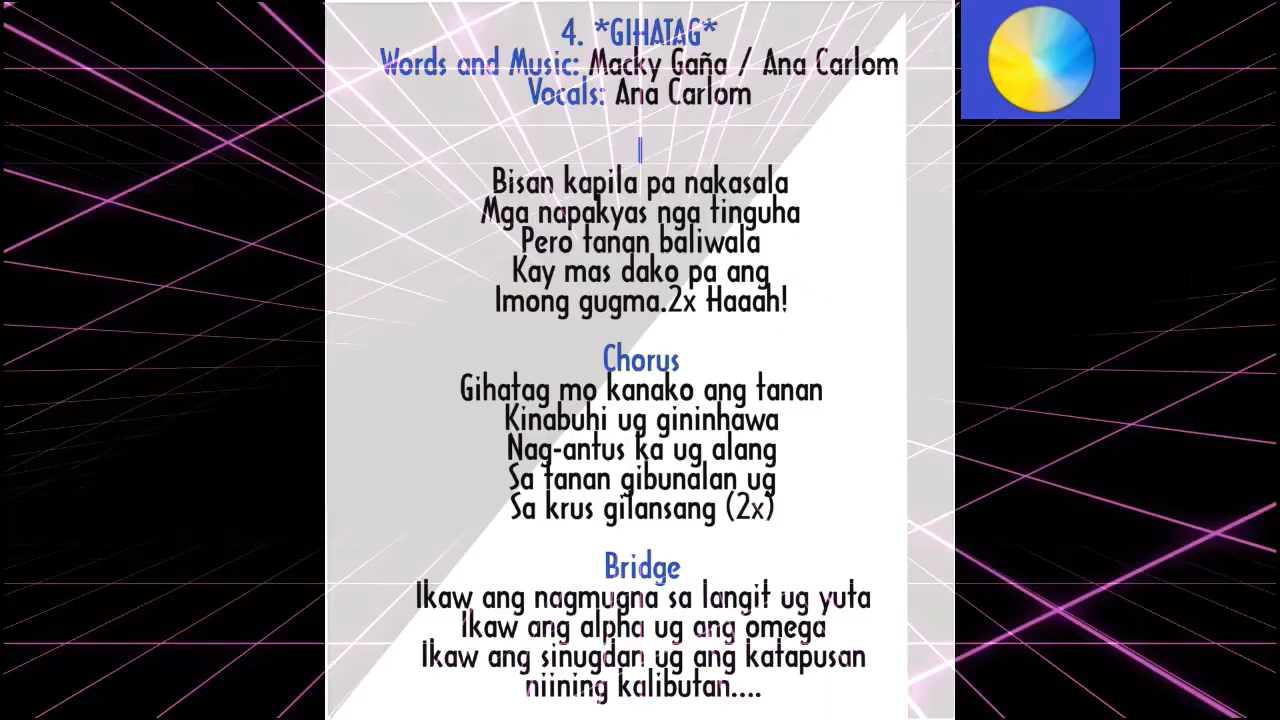 4. *GIHATAG*
Words and Music: Macky Gaña / Ana Carlom
Vocals: Ana Carlom
I
Bisan kapila pa nakasala
Mga napakyas nga tinguha
Pero tanan baliwala
Kay mas dako pa ang
Imong gugma.2x Haaah!
Chorus
Gihatag mo kanako ang tanan
Kinabuhi ug gininhawa
Nag-antus ka ug alang
Sa tanan gibunalan ug
Sa krus gilansang (2x)
Bridge
Ikaw ang nagmugna sa langit ug yuta
Ikaw ang alpha ug ang omega
Ikaw ang sinugdan ug ang katapusan
niining kalibutan....